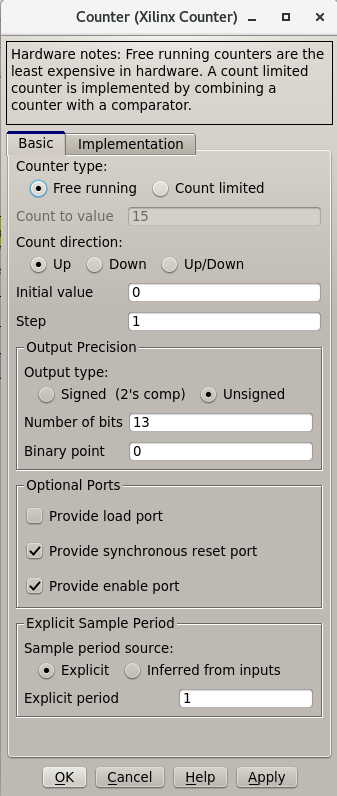 Counter (Xilinx Counter)
Hardware notes: Free running counters are the
least expensive in hardware. A count limited
counter is implemented by combining a
counter with a comparator.
Basic Implementation
Counter type:
Free running Count limited
Count to value 15
Count direction:
Up Down Up/Down
Initial value 0
Step 1
Output Precision
Output type:
Signed (2's comp) Unsigned
Number of bits 13
Binary point 0
Optional Ports
Provide load port
Provide synchronous reset port
Provide enable port
Explicit Sample Period
Sample period source:
Explicit Inferred from inputs
Explicit period 1
OK Cancel Help Apply